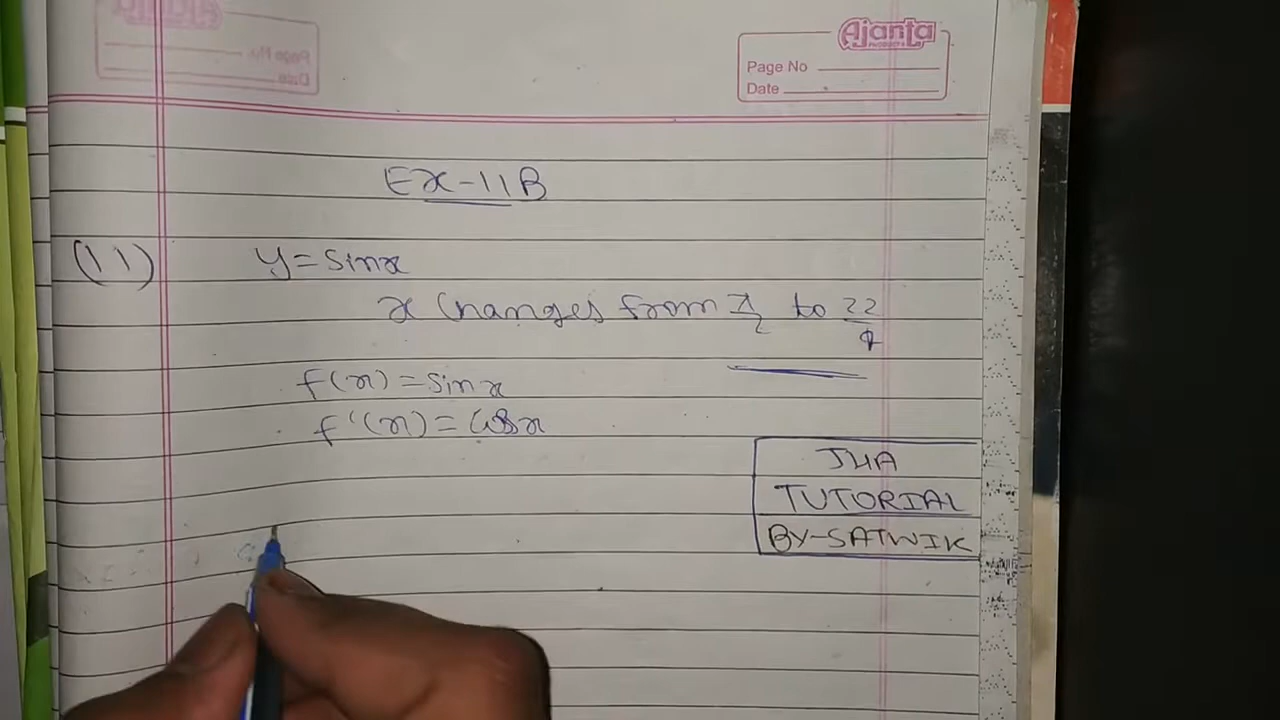 Ajanta
PRODUCTS
Page No
Date
EX-11B
(11) y=sinx
x changes from π/2 to 22/
f(x)=sinx
f'(x)=cosx
JHA
TUTORIAL
BY-SATWIK